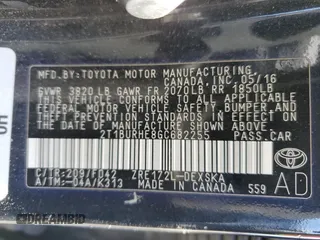 MFD.BY:TOYOTA MOTOR MANUFACTURING
CANADA,INC. 05/16
GVWR 3820 LB GAWR FR 2070LB RR 1850LB
THIS VEHICLE CONFORMS TO ALL APPLICABLE
FEDERAL MOTOR VEHICLE SAFETY, BUMPER, AND
THEFT PREVENTION STANDARDS IN EFFECT ON
THE DATE OF MANUFACTURE SHOWN ABOVE.
2T1BURHE8GC682255 PASS.CAR
C/TR: 209/FD42 ZRE172L-DEXSKA
A/TM: -04A/K313 MADE IN CANADA 559
AD
©DREAMBID